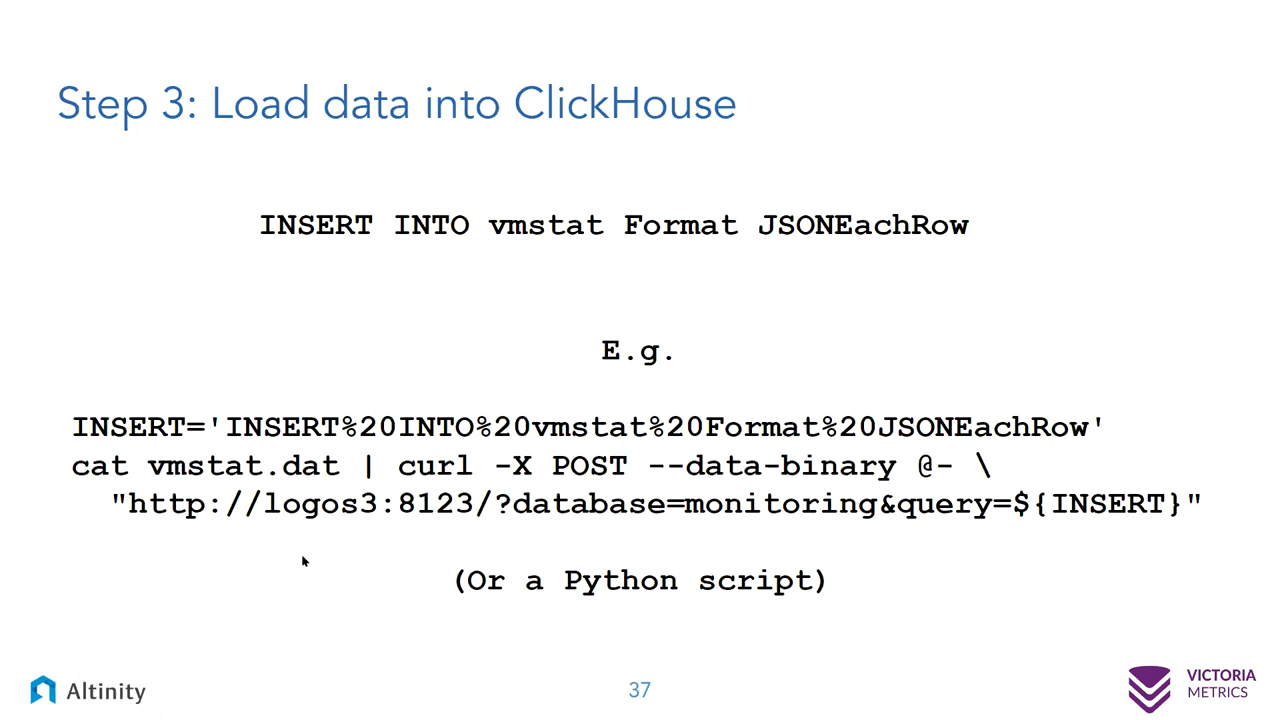 Step 3: Load data into ClickHouse
INSERT INTO vmstat Format JSONEachRow
E.g.
INSERT='INSERT%20INTO%20vmstat%20Format%20JSONEachRow'
cat vmstat.dat | curl -X POST --data-binary @- \
"http://logos3:8123/?database=monitoring&query=${INSERT}"
(Or a Python script)
Altinity
37
VICTORIA
METRICS